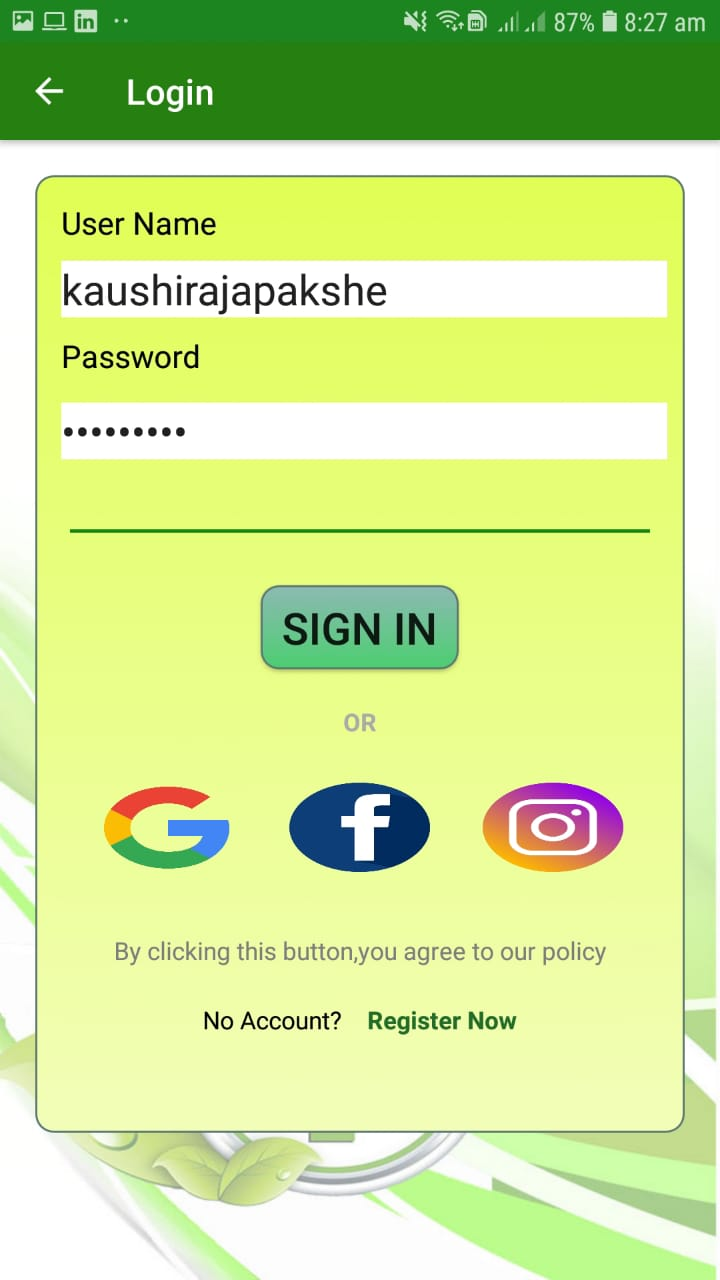 87% 8:27 am
Login
User Name
kaushirajapakshe
Password
•••••••••
SIGN IN
OR
By clicking this button,you agree to our policy
No Account? Register Now